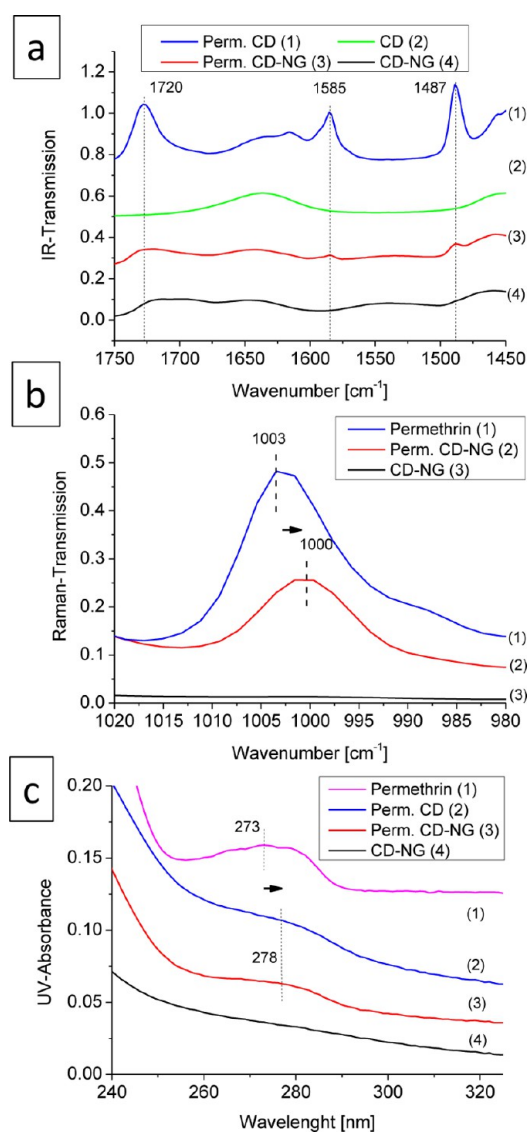 a
Perm. CD (1) CD (2)
Perm. CD-NG (3) CD-NG (4)
1720 1585 1487
1.2
1.0
0.8
0.6
0.4
0.2
0.0
IR-Transmission
(1)
(2)
(3)
(4)
1750 1700 1650 1600 1550 1500 1450
Wavenumber [cm-1]
b
Permethrin (1)
Perm. CD-NG (2)
CD-NG (3)
1003
1000
0.6
0.5
0.4
0.3
0.2
0.1
0.0
Raman-Transmission
(1)
(2)
(3)
1020 1015 1010 1005 1000 995 990 985 980
Wavenumber [cm-1]
c
Permethrin (1)
Perm. CD (2)
Perm. CD-NG (3)
CD-NG (4)
273
278
0.20
0.15
0.10
0.05
0.00
UV-Absorbance
(1)
(2)
(3)
(4)
240 260 280 300 320
Wavelenght [nm]